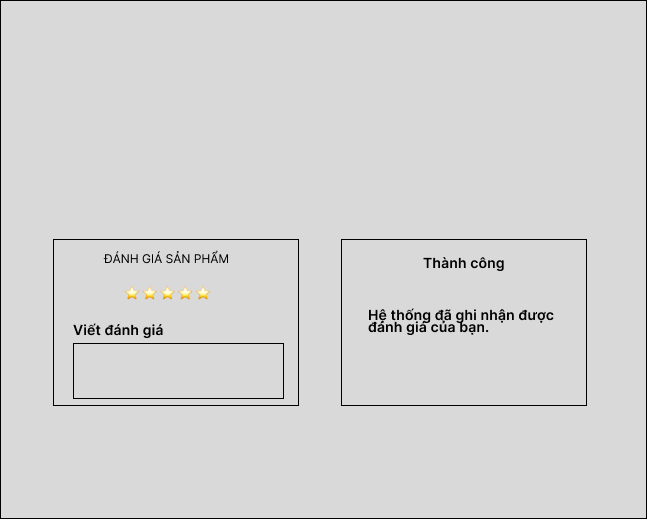 ĐÁNH GIÁ SẢN PHẨM
Viết đánh giá
Thành công
Hệ thống đã ghi nhận được
đánh giá của bạn.